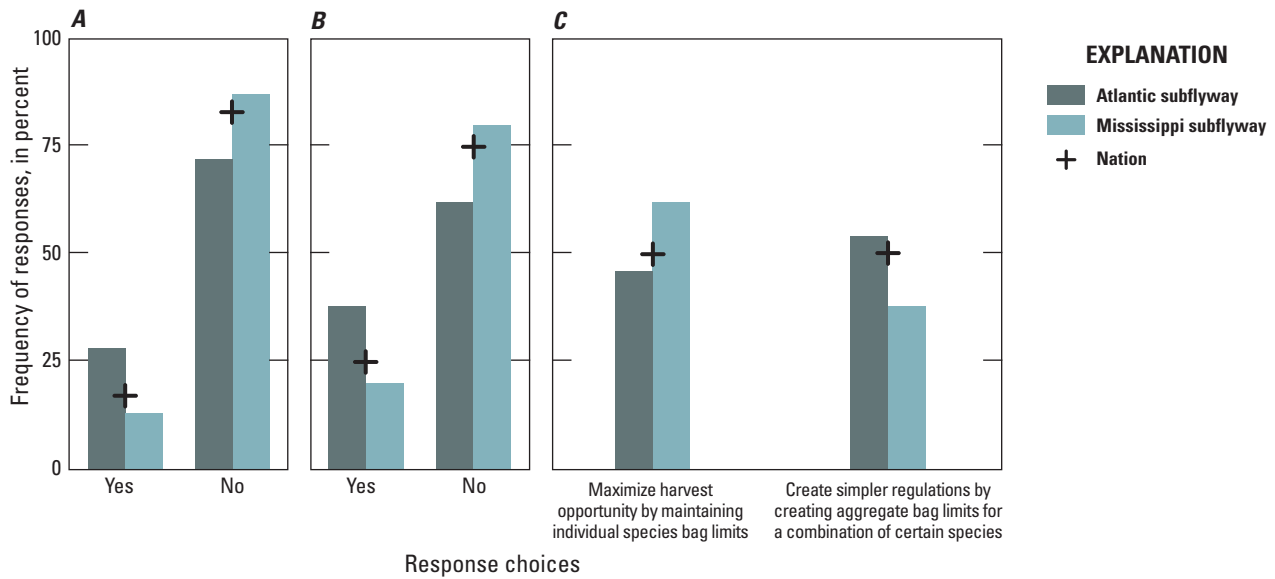 A
B
C
Frequency of responses, in percent
100
75
50
25
0
Yes
No
Yes
No
Maximize harvest
opportunity by maintaining
individual species bag limits
Create simpler regulations by
creating aggregate bag limits for
a combination of certain species
Response choices
EXPLANATION
Atlantic subflyway
Mississippi subflyway
Nation